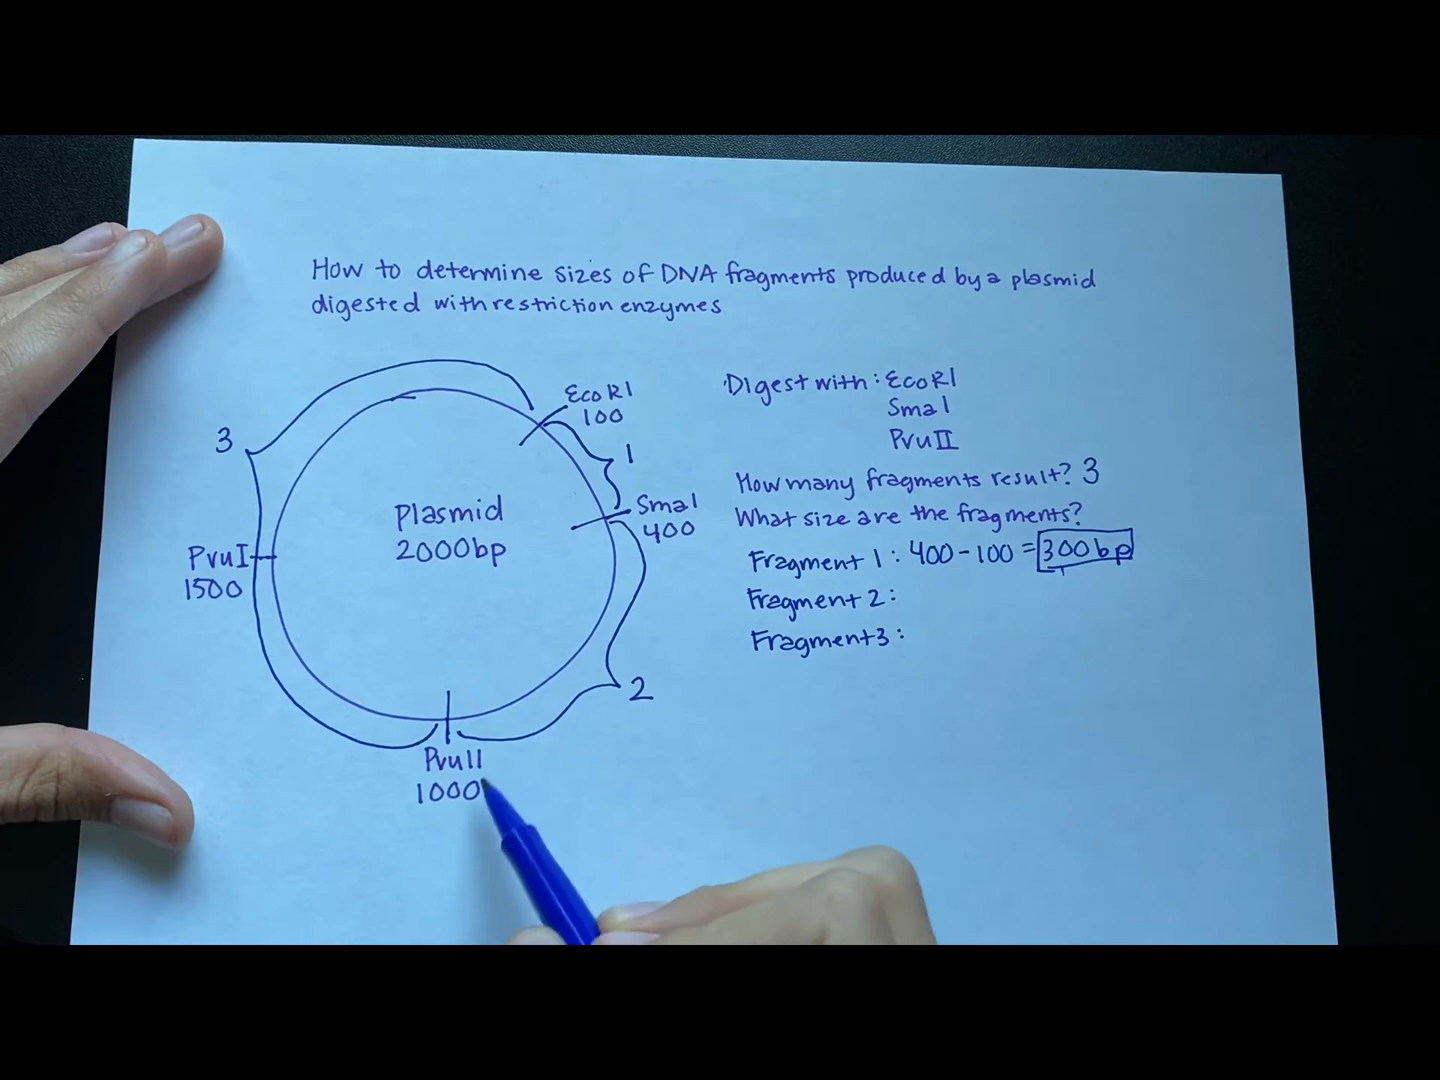 How to determine sizes of DNA fragments produced by a plasmid
digested with restriction enzymes
3
EcoRI
100
1
SmaI
400
Plasmid
2000bp
PvuI
1500
2
PvuII
1000
Digest with: EcoRI
SmaI
PvuII
How many fragments result? 3
What size are the fragments?
Fragment 1: 400-100 = 300bp
Fragment 2:
Fragment 3: